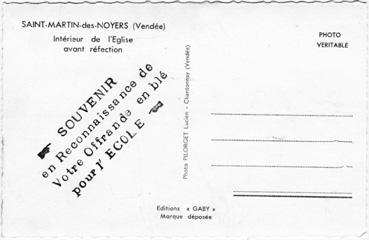 SAINT-MARTIN-des-NOYERS (Vendée)
Intérieur de l'Eglise
avant réfection
PHOTO
VERITABLE
SOUVENIR
en Reconnaissance de
Votre Offrande en blé
pour l'ECOLE
Photo PILORGET Lucien - Chantonnay (Vendée)
Editions « GABY »
Marque déposée